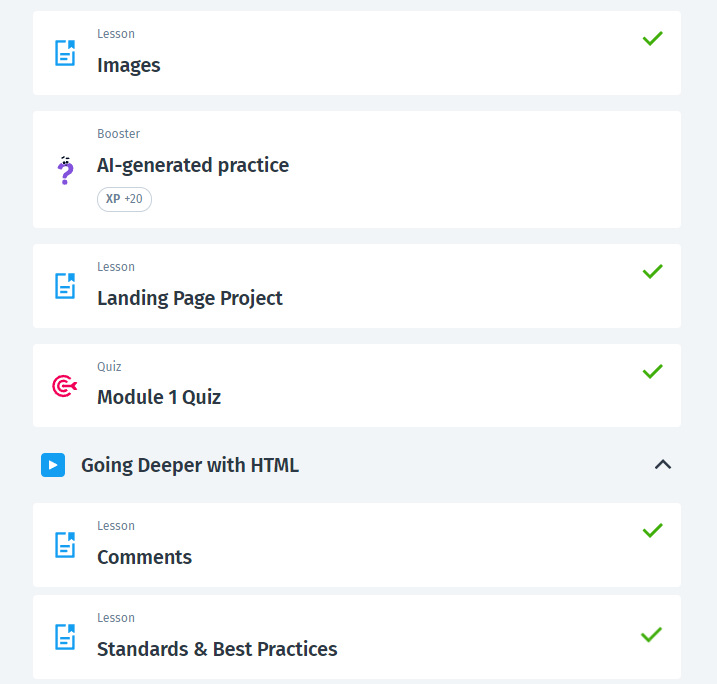 Lesson
Images
Booster
AI-generated practice
XP +20
Lesson
Landing Page Project
Quiz
Module 1 Quiz
Going Deeper with HTML
Lesson
Comments
Lesson
Standards & Best Practices